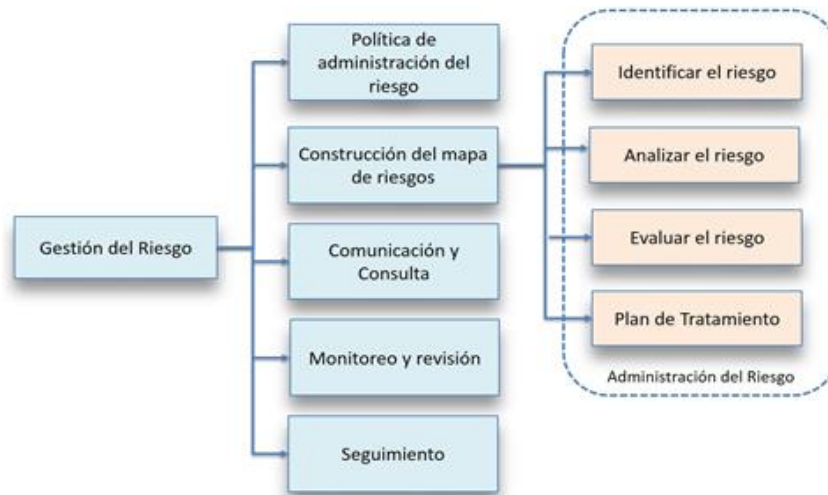 Gestión del Riesgo
Política de
administración del
riesgo
Construcción del mapa
de riesgos
Comunicación y
Consulta
Monitoreo y revisión
Seguimiento
Identificar el riesgo
Analizar el riesgo
Evaluar el riesgo
Plan de Tratamiento
Administración del Riesgo